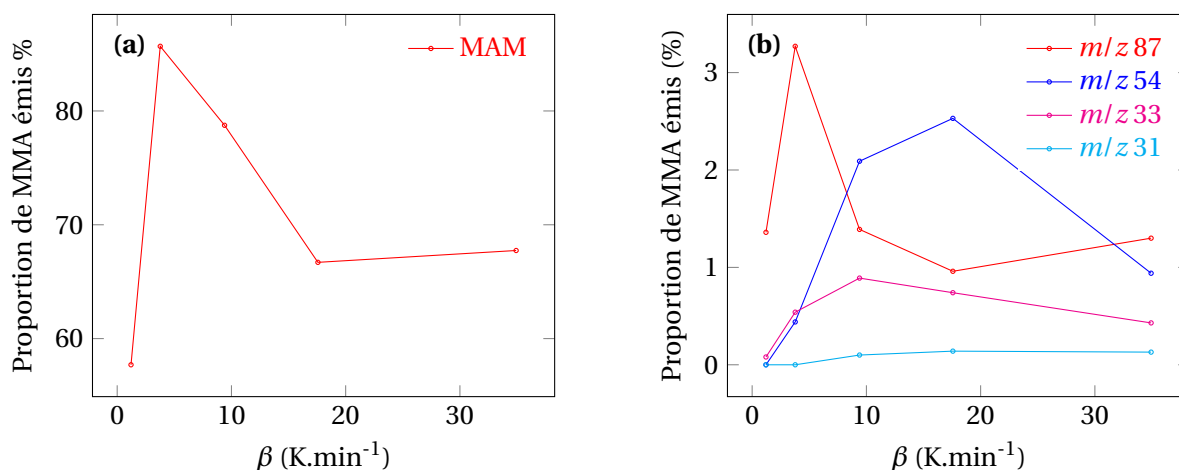 (a)
MAM
Proportion de MMA émis %
80
70
60
0 10 20 30
β (K.min⁻¹)
(b)
m/z 87
m/z 54
m/z 33
m/z 31
Proportion de MMA émis (%)
3
2
1
0
0 10 20 30
β (K.min⁻¹)